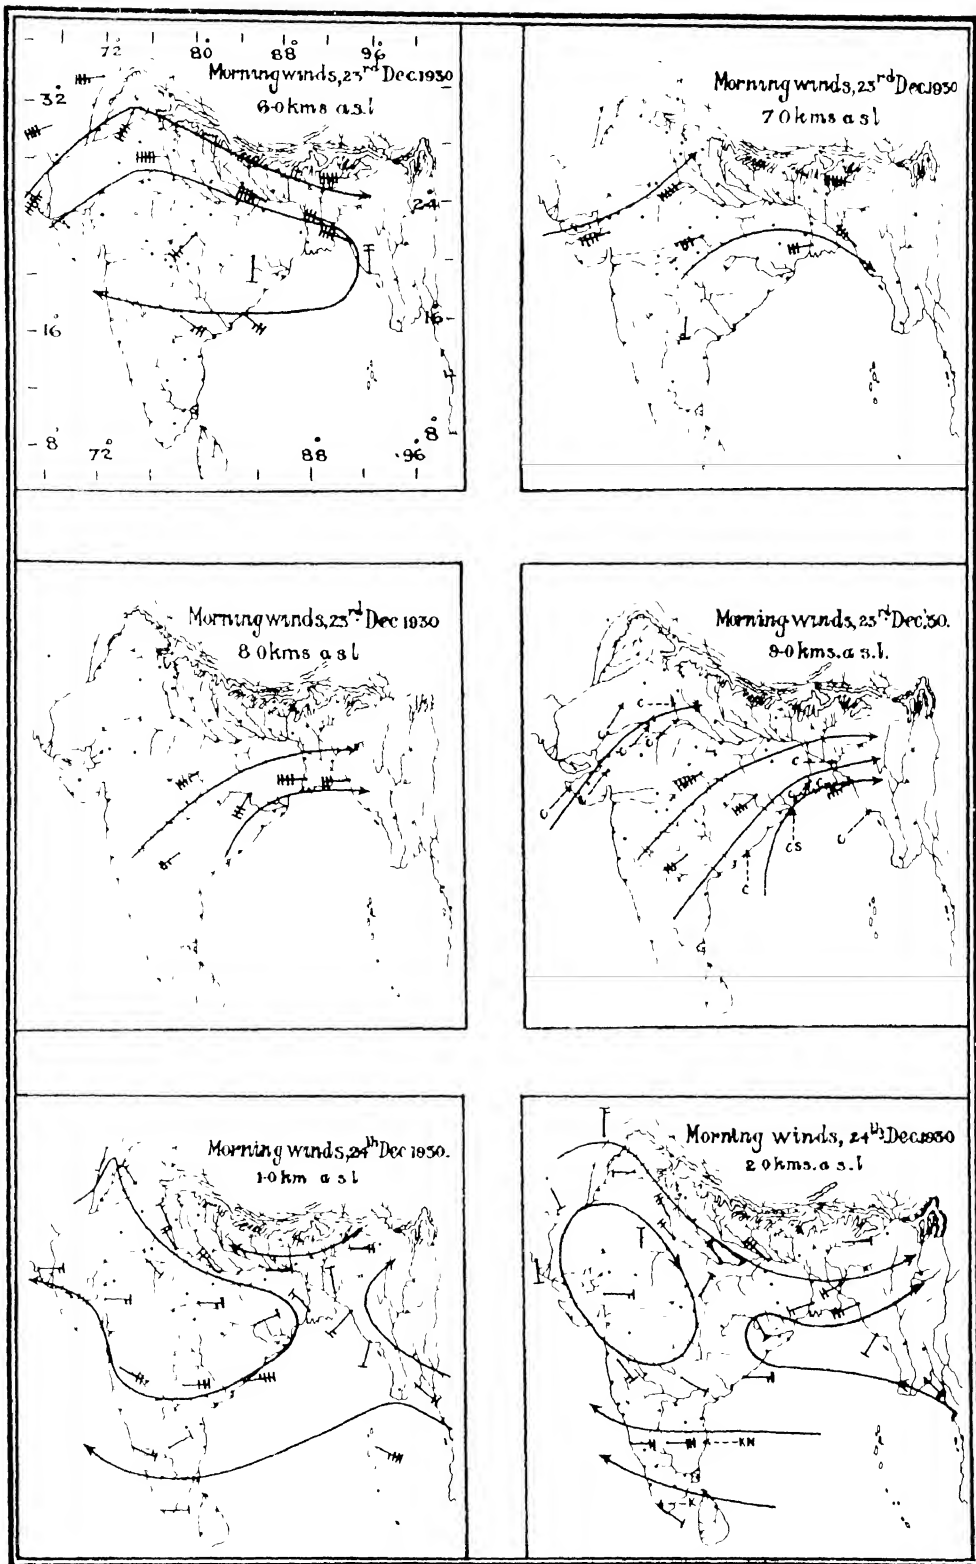 72° 80 88° 96
Morning winds, 23rd Dec. 1930
6·0 kms a.s.l.
32
24
16
16
8
8
72° 88 96
Morning winds, 23rd Dec. 1930
7 0 kms a s l
Morning winds, 23rd Dec 1930
8 0 kms a s l
Morning winds, 23rd Dec.'30.
9·0 kms. a s.l.
C
C
C
C
C
C
C
CS
C
Morning winds, 24th Dec 1930.
1·0 km a s l
Morning winds, 24th Dec. 1930
2 0 kms. a s. l
KN
K